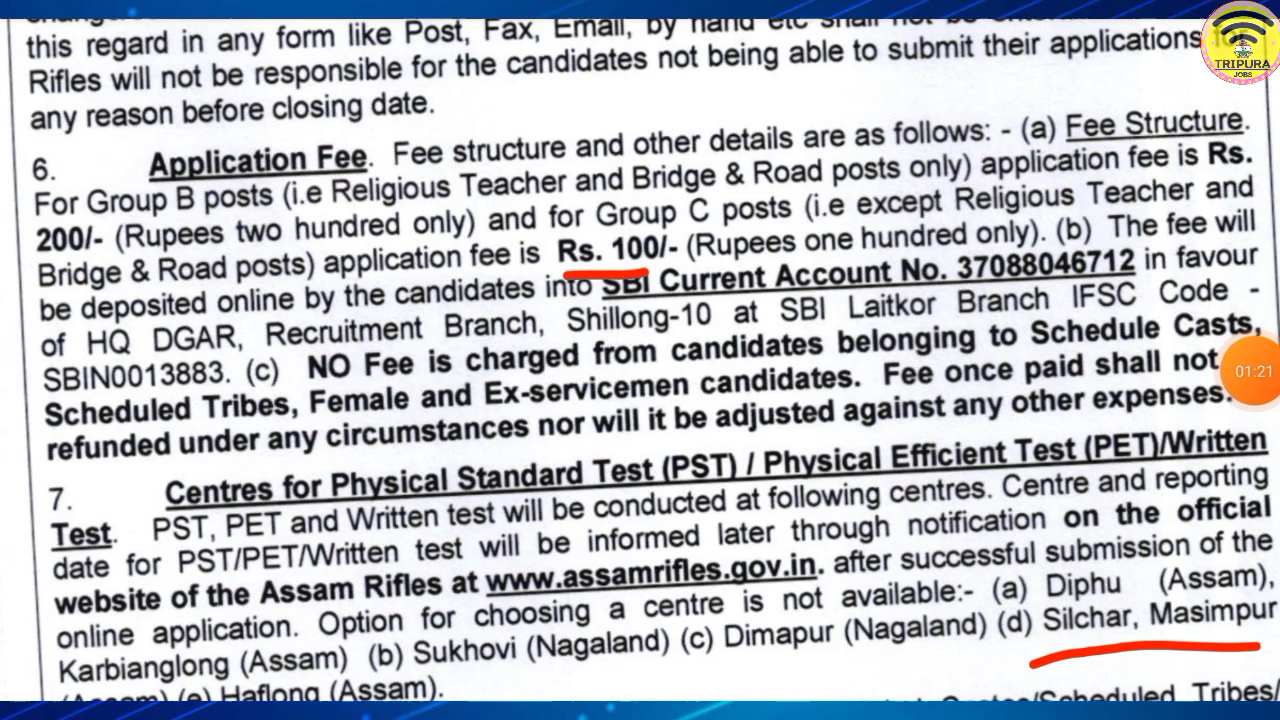 this regard in any form like Post, Fax, Email, by hand etc shall not be
TRIPURA
JOBS
Rifles will not be responsible for the candidates not being able to submit their applications
any reason before closing date.
6. Application Fee. Fee structure and other details are as follows: - (a) Fee Structure.
For Group B posts (i.e Religious Teacher and Bridge & Road posts only) application fee is Rs.
200/- (Rupees two hundred only) and for Group C posts (i.e except Religious Teacher and
Bridge & Road posts) application fee is Rs. 100/- (Rupees one hundred only). (b) The fee will
be deposited online by the candidates into SBI Current Account No. 37088046712 in favour
of HQ DGAR, Recruitment Branch, Shillong-10 at SBI Laitkor Branch IFSC Code -
SBIN0013883. (c) NO Fee is charged from candidates belonging to Schedule Casts,
Scheduled Tribes, Female and Ex-servicemen candidates. Fee once paid shall not
01:21
refunded under any circumstances nor will it be adjusted against any other expenses.
7. Centres for Physical Standard Test (PST) / Physical Efficient Test (PET)/Written
Test. PST, PET and Written test will be conducted at following centres. Centre and reporting
date for PST/PET/Written test will be informed later through notification on the official
website of the Assam Rifles at www.assamrifles.gov.in. after successful submission of the
online application. Option for choosing a centre is not available:- (a) Diphu (Assam),
Karbianglong (Assam) (b) Sukhovi (Nagaland) (c) Dimapur (Nagaland) (d) Silchar, Masimpur
(Assam) (e) Haflong (Assam).
Castes/Scheduled Tribes/